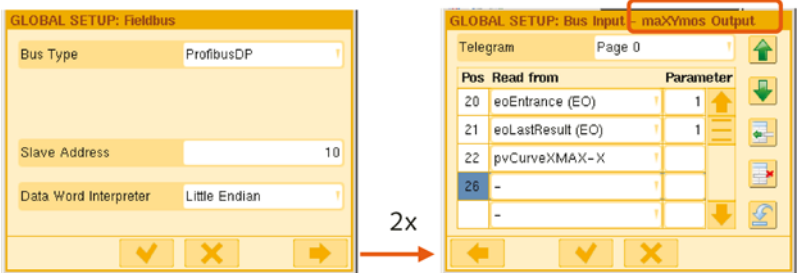 GLOBAL SETUP: Fieldbus
Bus Type ProfibusDP
Slave Address 10
Data Word Interpreter Little Endian
2x
GLOBAL SETUP: Bus Input - maXYmos Output
Telegram Page 0
Pos Read from Parameter
20 eoEntrance (EO) 1
21 eoLastResult (EO) 1
22 pvCurveXMAX-X
26 -
-